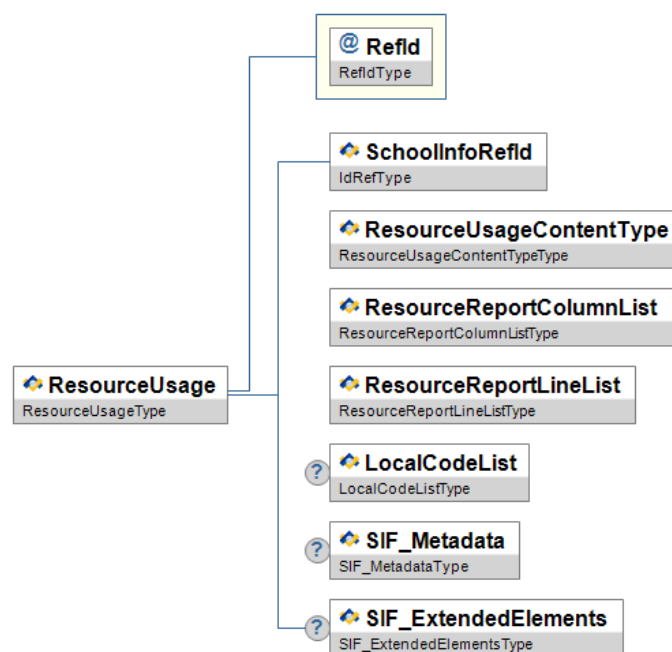 @ RefId
RefIdType
SchoolInfoRefId
IdRefType
ResourceUsageContentType
ResourceUsageContentTypeType
ResourceReportColumnList
ResourceReportColumnListType
ResourceUsage
ResourceUsageType
ResourceReportLineList
ResourceReportLineListType
? LocalCodeList
LocalCodeListType
? SIF_Metadata
SIF_MetadataType
? SIF_ExtendedElements
SIF_ExtendedElementsType